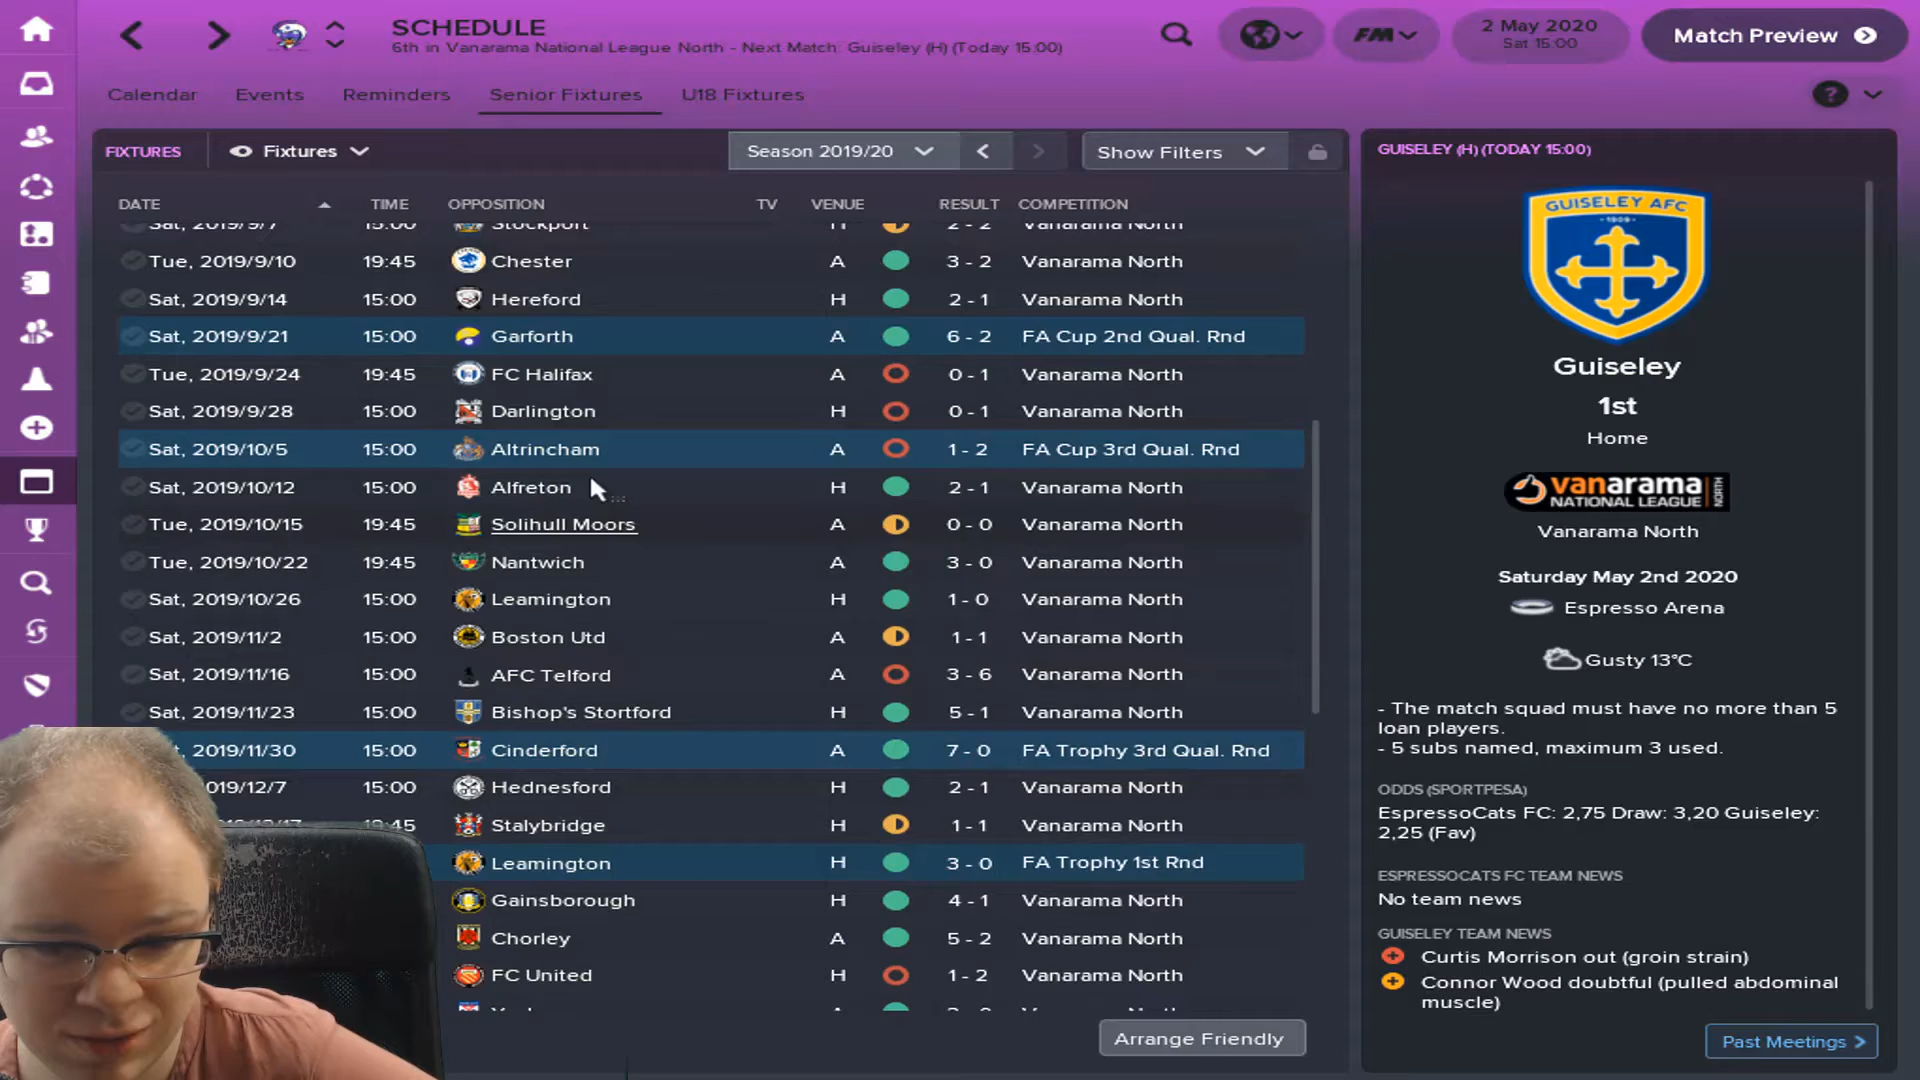 SCHEDULE
6th in Vanarama National League North - Next Match: Guiseley (H) (Today 15:00)
FM
2 May 2020
Sat 15:00
Match Preview
Calendar
Events
Reminders
Senior Fixtures
U18 Fixtures
?
FIXTURES
Fixtures
Season 2019/20
Show Filters
DATE TIME OPPOSITION TV VENUE RESULT COMPETITION
Sat, 2019/9/7 15:00 Stockport H 2 - 2 Vanarama North
Tue, 2019/9/10 19:45 Chester A 3 - 2 Vanarama North
Sat, 2019/9/14 15:00 Hereford H 2 - 1 Vanarama North
Sat, 2019/9/21 15:00 Garforth A 6 - 2 FA Cup 2nd Qual. Rnd
Tue, 2019/9/24 19:45 FC Halifax A 0 - 1 Vanarama North
Sat, 2019/9/28 15:00 Darlington H 0 - 1 Vanarama North
Sat, 2019/10/5 15:00 Altrincham A 1 - 2 FA Cup 3rd Qual. Rnd
Sat, 2019/10/12 15:00 Alfreton H 2 - 1 Vanarama North
Tue, 2019/10/15 19:45 Solihull Moors A 0 - 0 Vanarama North
Tue, 2019/10/22 19:45 Nantwich A 3 - 0 Vanarama North
Sat, 2019/10/26 15:00 Leamington H 1 - 0 Vanarama North
Sat, 2019/11/2 15:00 Boston Utd A 1 - 1 Vanarama North
Sat, 2019/11/16 15:00 AFC Telford A 3 - 6 Vanarama North
Sat, 2019/11/23 15:00 Bishop's Stortford H 5 - 1 Vanarama North
2019/11/30 15:00 Cinderford A 7 - 0 FA Trophy 3rd Qual. Rnd
019/12/7 15:00 Hednesford H 2 - 1 Vanarama North
:45 Stalybridge H 1 - 1 Vanarama North
Leamington H 3 - 0 FA Trophy 1st Rnd
Gainsborough H 4 - 1 Vanarama North
Chorley A 5 - 2 Vanarama North
FC United H 1 - 2 Vanarama North
Arrange Friendly
GUISELEY (H) (TODAY 15:00)
GUISELEY AFC
1909
Guiseley
1st
Home
vanarama
NATIONAL LEAGUE NORTH
Vanarama North
Saturday May 2nd 2020
Espresso Arena
Gusty 13°C
- The match squad must have no more than 5
loan players.
- 5 subs named, maximum 3 used.
ODDS (SPORTPESA)
EspressoCats FC: 2,75 Draw: 3,20 Guiseley:
2,25 (Fav)
ESPRESSOCATS FC TEAM NEWS
No team news
GUISELEY TEAM NEWS
Curtis Morrison out (groin strain)
Connor Wood doubtful (pulled abdominal
muscle)
Past Meetings